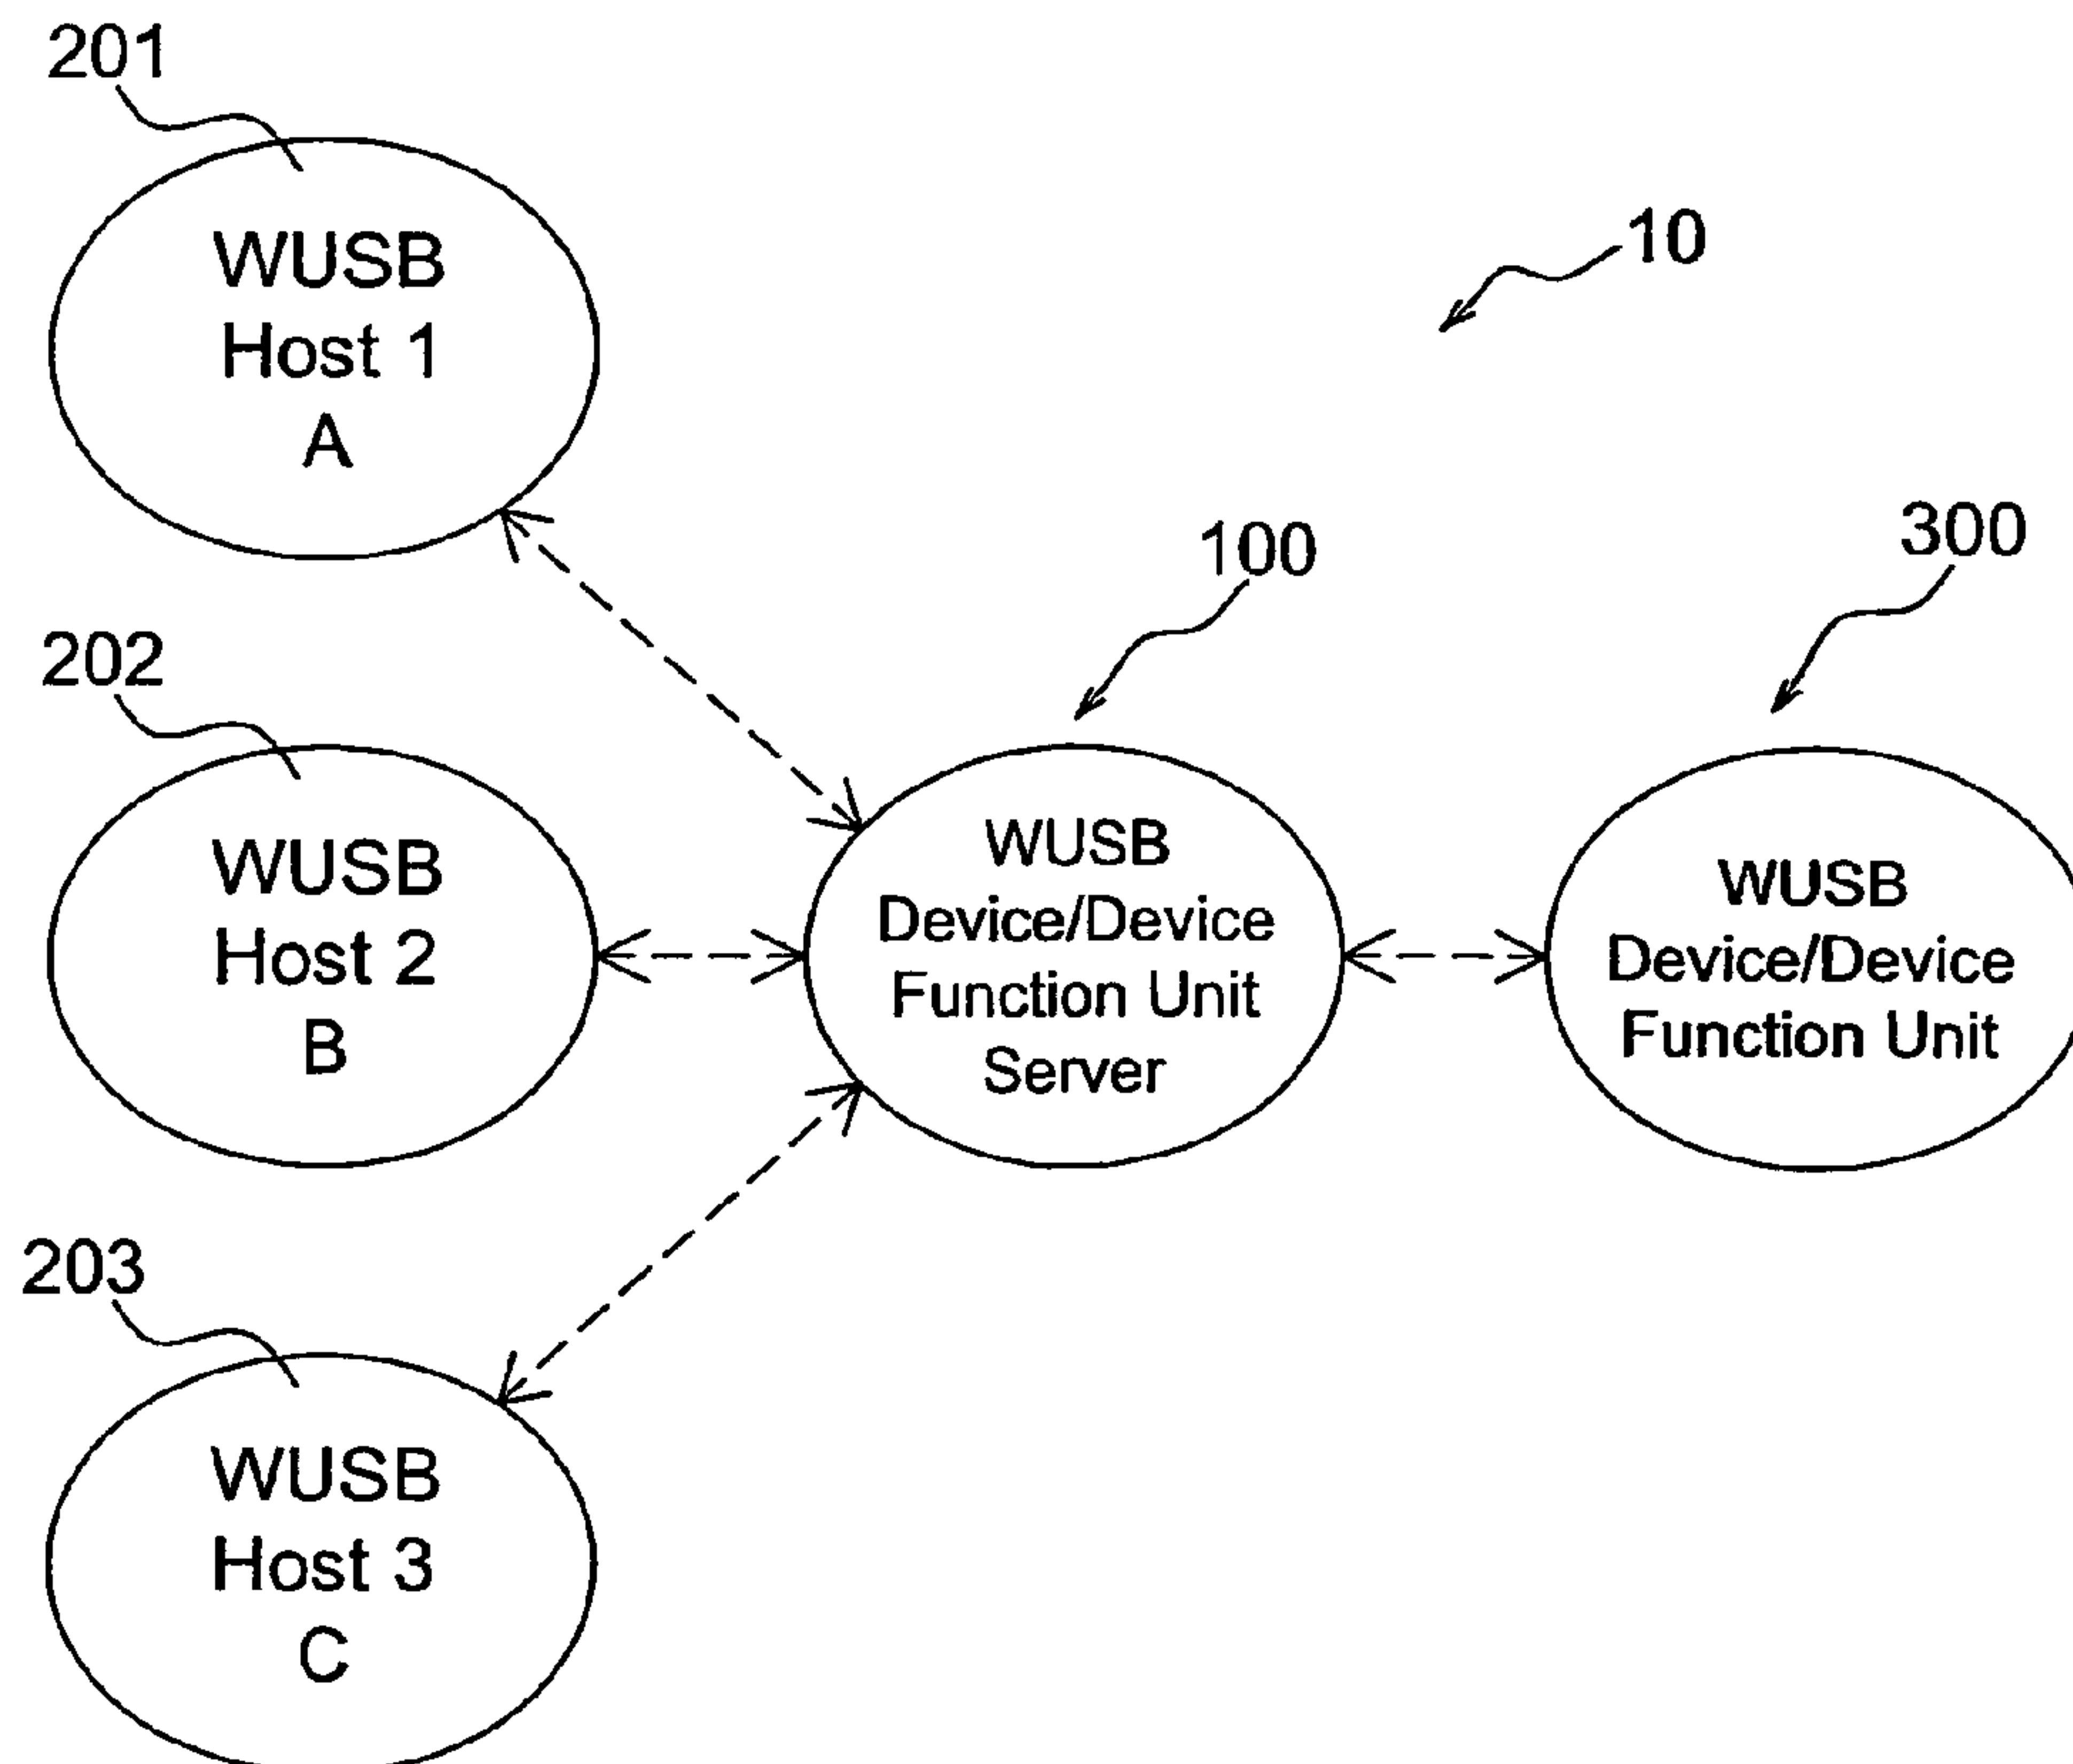 201
WUSB
Host 1
A
10
100
300
202
WUSB
Host 2
B
WUSB
Device/Device
Function Unit
Server
WUSB
Device/Device
Function Unit
203
WUSB
Host 3
C